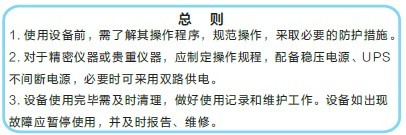 总 则
1. 使用设备前，需了解其操作程序，规范操作，采取必要的防护措施。
2. 对于精密仪器或贵重仪器，应制定操作规程，配备稳压电源、UPS
不间断电源，必要时可采用双路供电。
3. 设备使用完毕需及时清理，做好使用记录和维护工作。设备如出现
故障应暂停使用，并及时报告、维修。